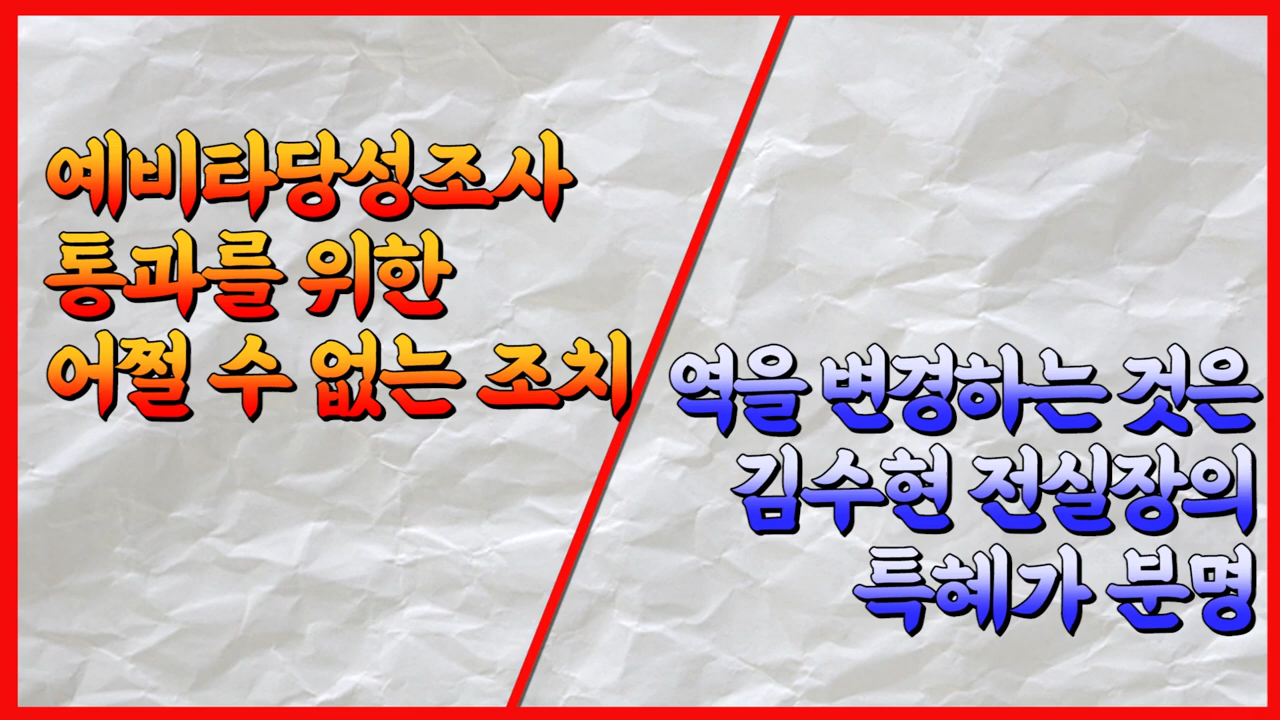 예비타당성조사
통과를 위한
어쩔 수 없는 조치
역을 변경하는 것은
김수현 전실장의
특혜가 분명